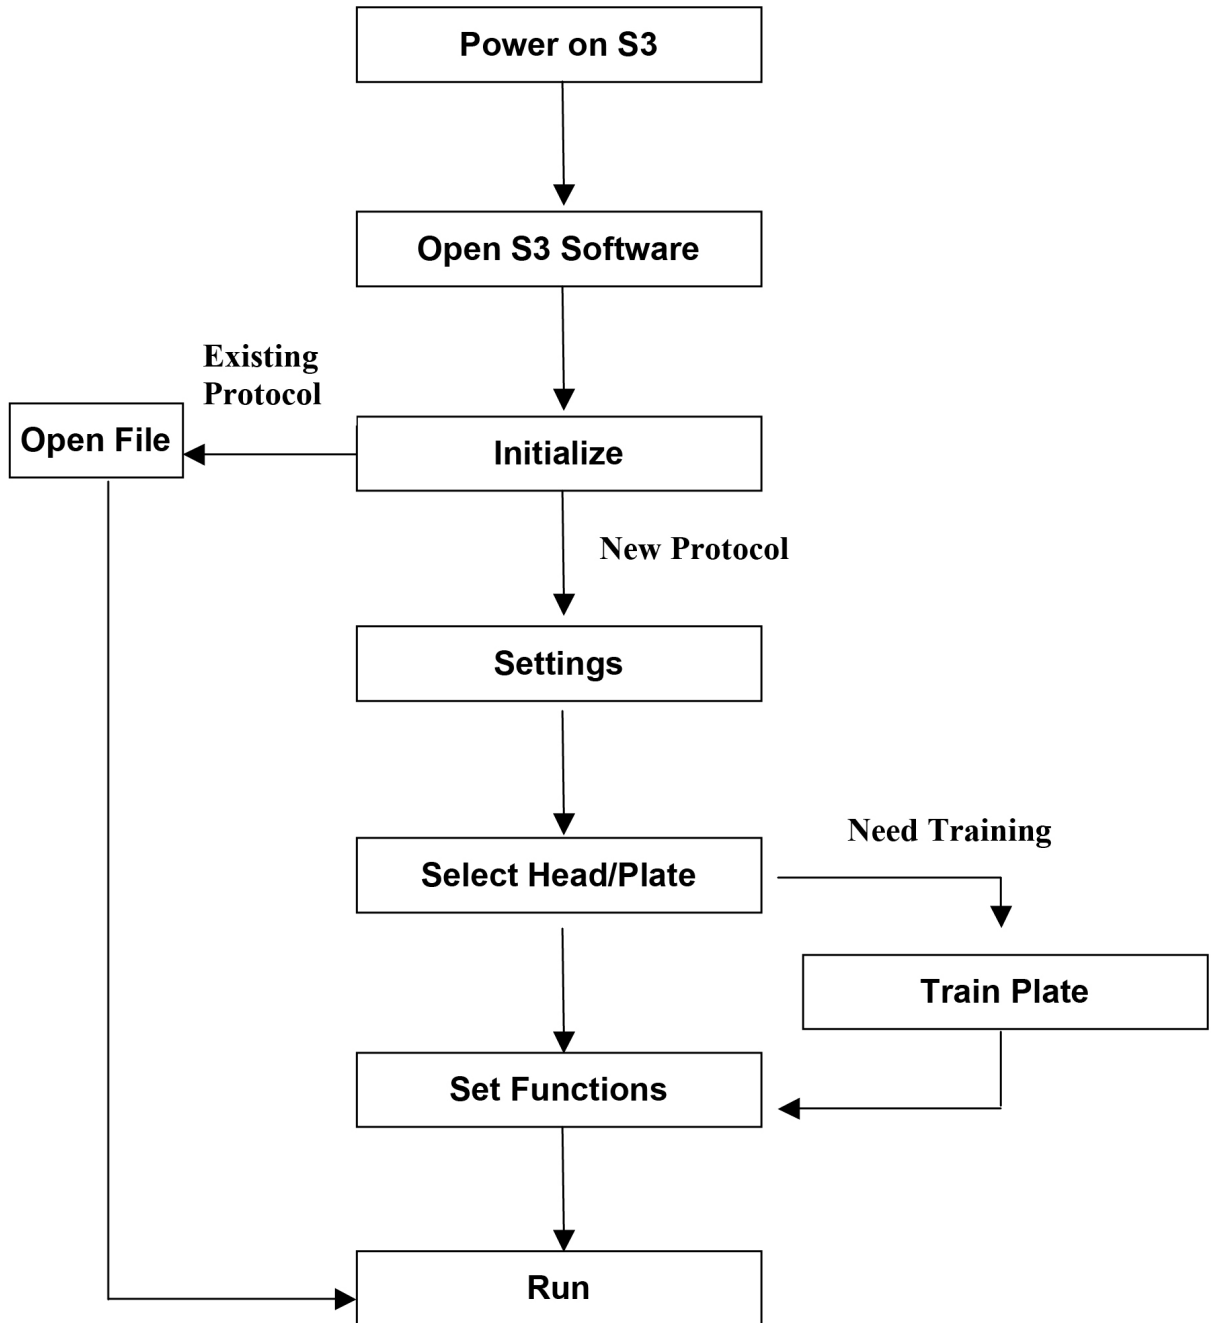 Power on S3
Open S3 Software
Existing
Protocol
Open File
Initialize
New Protocol
Settings
Need Training
Select Head/Plate
Train Plate
Set Functions
Run